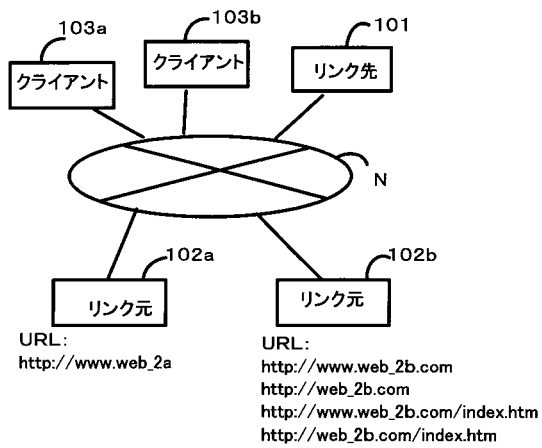 103a
103b
101
クライアント
クライアント
リンク先
N
102a
102b
リンク元
リンク元
URL:
http://www.web_2a
URL:
http://www.web_2b.com
http://web_2b.com
http://www.web_2b.com/index.htm
http://web_2b.com/index.htm